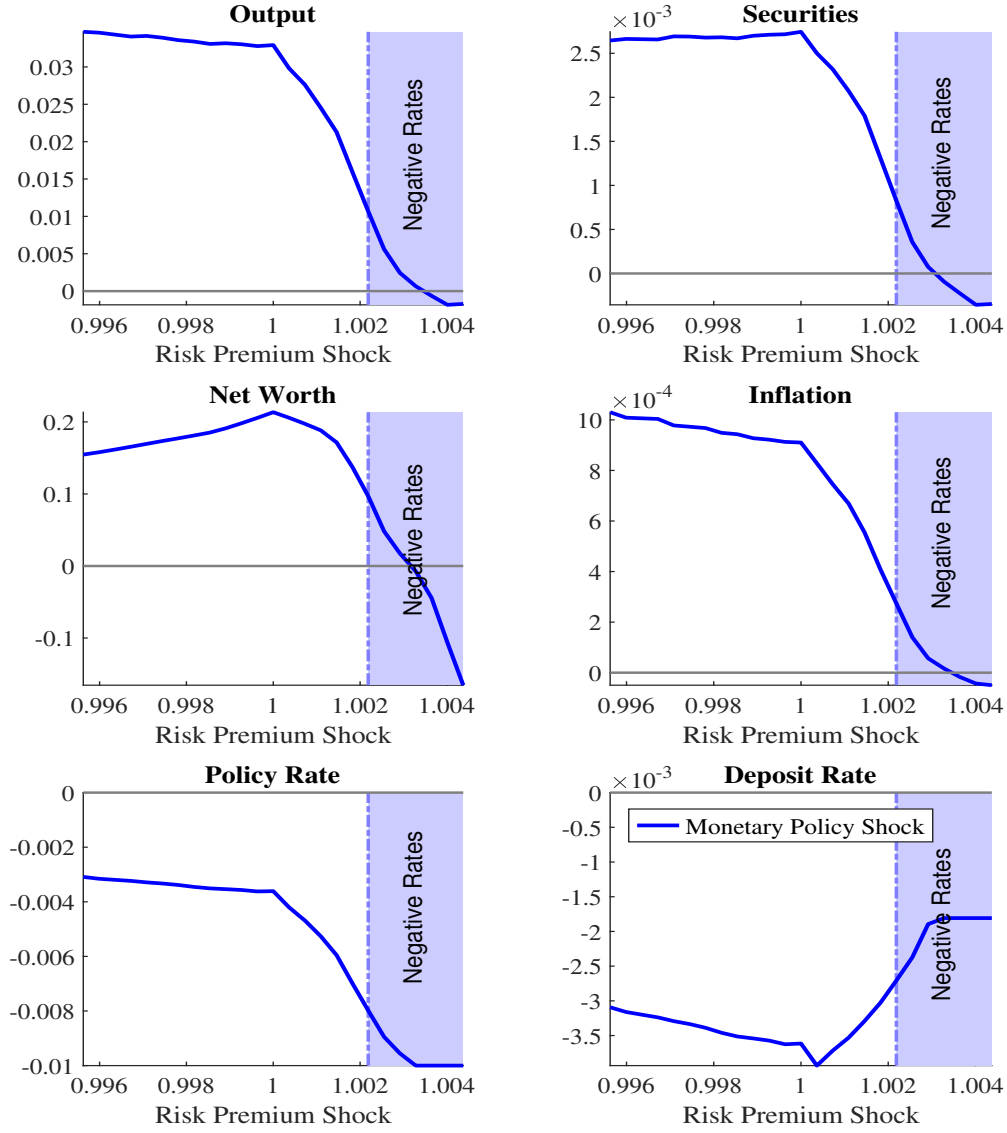 Output
0.03
0.025
0.02
0.015
0.01
0.005
0
Negative Rates
0.996 0.998 1 1.002 1.004
Risk Premium Shock
Securities
×10-3
2.5
2
1.5
1
0.5
0
Negative Rates
0.996 0.998 1 1.002 1.004
Risk Premium Shock
Net Worth
0.2
0.1
0
-0.1
Negative Rates
0.996 0.998 1 1.002 1.004
Risk Premium Shock
Inflation
×10-4
10
8
6
4
2
0
Negative Rates
0.996 0.998 1 1.002 1.004
Risk Premium Shock
Policy Rate
0
-0.002
-0.004
-0.006
-0.008
-0.01
Negative Rates
0.996 0.998 1 1.002 1.004
Risk Premium Shock
Deposit Rate
×10-3
0
-0.5
-1
-1.5
-2
-2.5
-3
-3.5
Monetary Policy Shock
Negative Rates
0.996 0.998 1 1.002 1.004
Risk Premium Shock